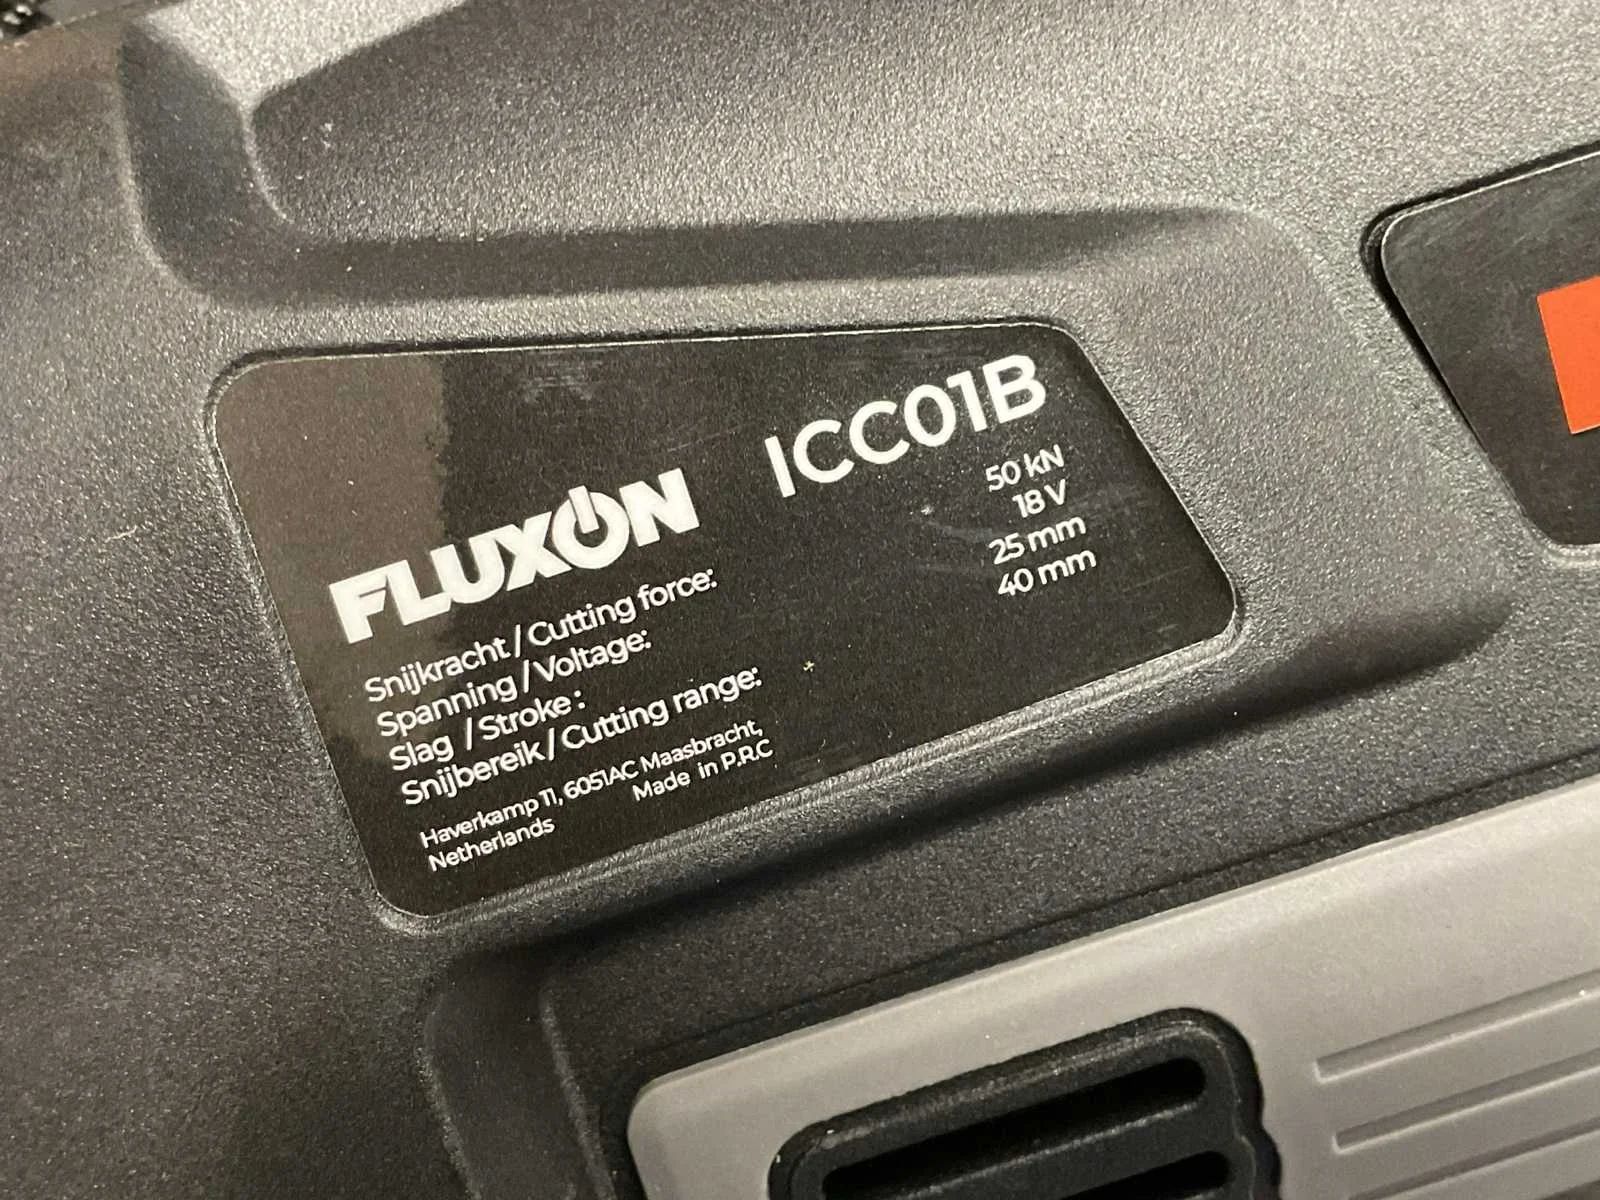 FLUXON ICC01B
Snijkracht / Cutting force: 50 kN
Spanning / Voltage: 18 V
Slag / Stroke : 25 mm
Snijbereik / Cutting range: 40 mm
Haverkamp 11, 6051AC Maasbracht,
Netherlands Made in P.R.C